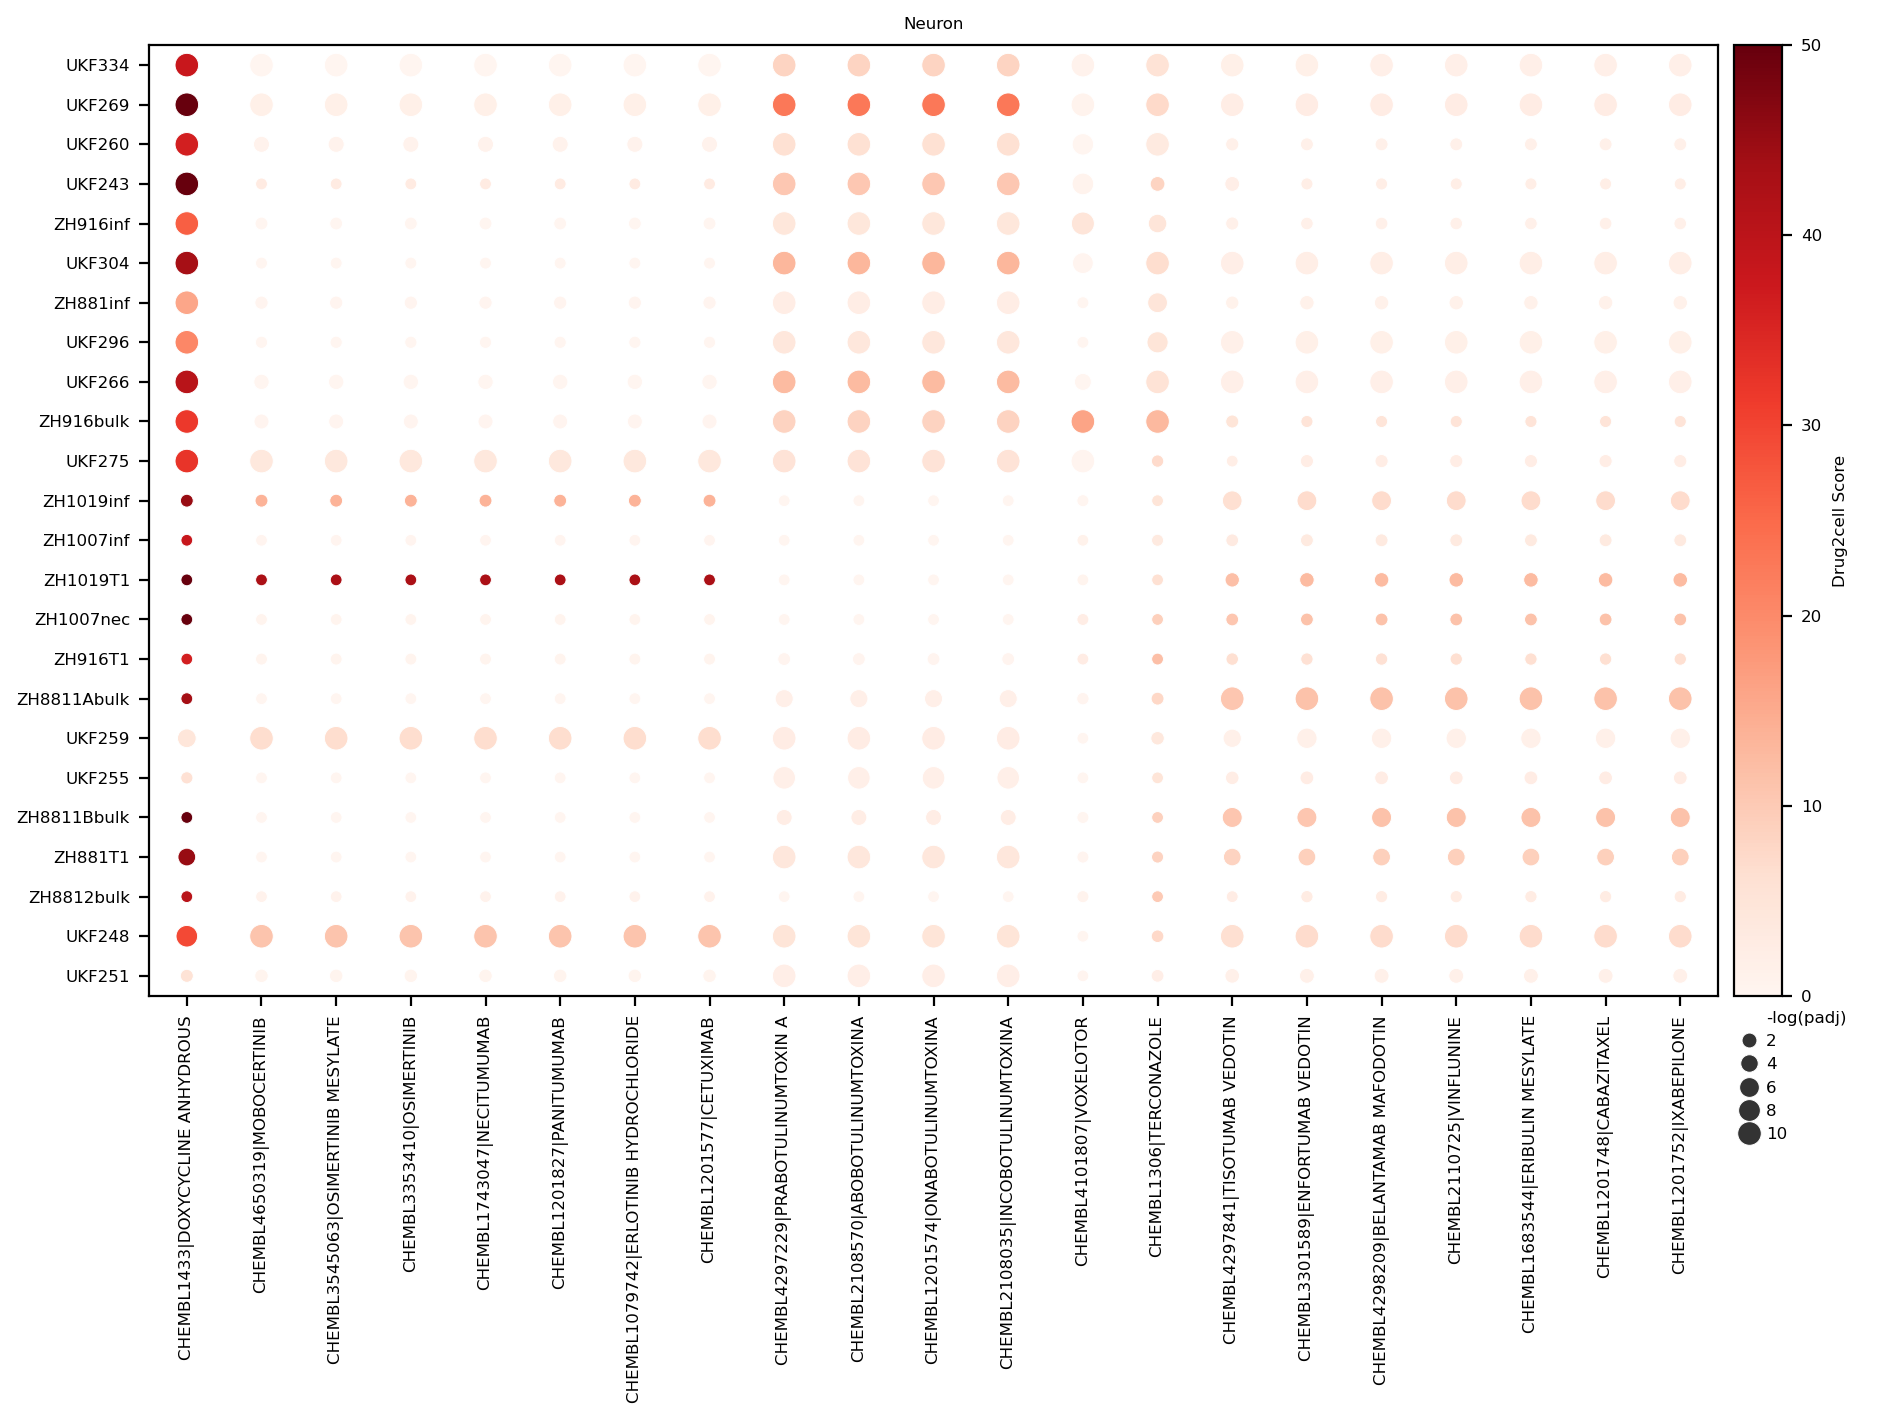 Neuron
UKF334
UKF269
UKF260
UKF243
ZH916inf
UKF304
ZH881inf
UKF296
UKF266
ZH916bulk
UKF275
ZH1019inf
ZH1007inf
ZH1019T1
ZH1007nec
ZH916T1
ZH8811Abulk
UKF259
UKF255
ZH8811Bbulk
ZH881T1
ZH8812bulk
UKF248
UKF251
CHEMBL1433|DOXYCYCLINE ANHYDROUS
CHEMBL4650319|MOBOCERTINIB
CHEMBL3545063|OSIMERTINIB MESYLATE
CHEMBL3353410|OSIMERTINIB
CHEMBL1743047|NECITUMUMAB
CHEMBL1201827|PANITUMUMAB
CHEMBL1079742|ERLOTINIB HYDROCHLORIDE
CHEMBL1201577|CETUXIMAB
CHEMBL4297229|PRABOTULINUMTOXIN A
CHEMBL2108570|ABOBOTULINUMTOXINA
CHEMBL1201574|ONABOTULINUMTOXINA
CHEMBL2108035|INCOBOTULINUMTOXINA
CHEMBL4101807|VOXELOTOR
CHEMBL1306|TERCONAZOLE
CHEMBL4297841|TISOTUMAB VEDOTIN
CHEMBL3301589|ENFORTUMAB VEDOTIN
CHEMBL4298209|BELANTAMAB MAFODOTIN
CHEMBL2110725|VINFLUNINE
CHEMBL1683544|ERIBULIN MESYLATE
CHEMBL1201748|CABAZITAXEL
CHEMBL1201752|IXABEPILONE
50
40
30
20
10
0
Drug2cell Score
-log(padj)
2
4
6
8
10